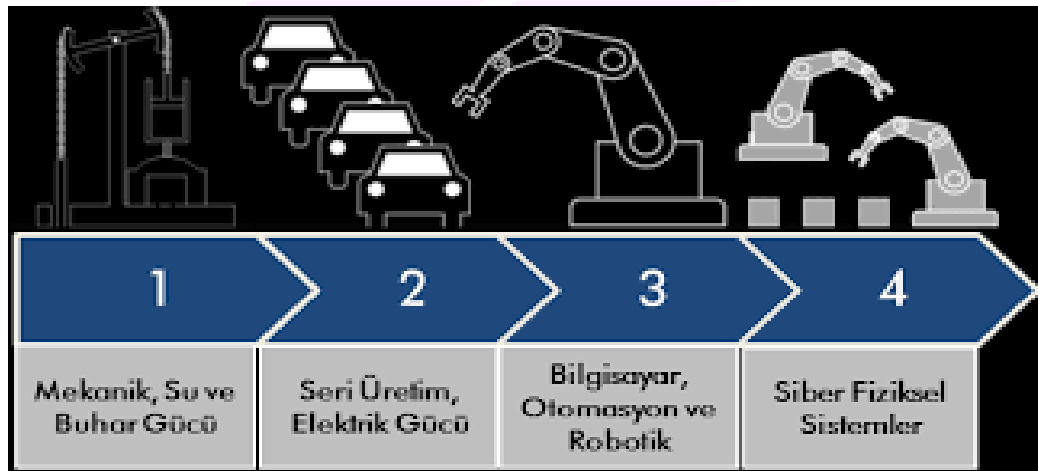 1
2
3
4
Mekanik, Su ve
Buhar Gücü
Seri Üretim,
Elektrik Gücü
Bilgisayar,
Otomasyon ve
Robotik
Siber Fiziksel
Sistemler